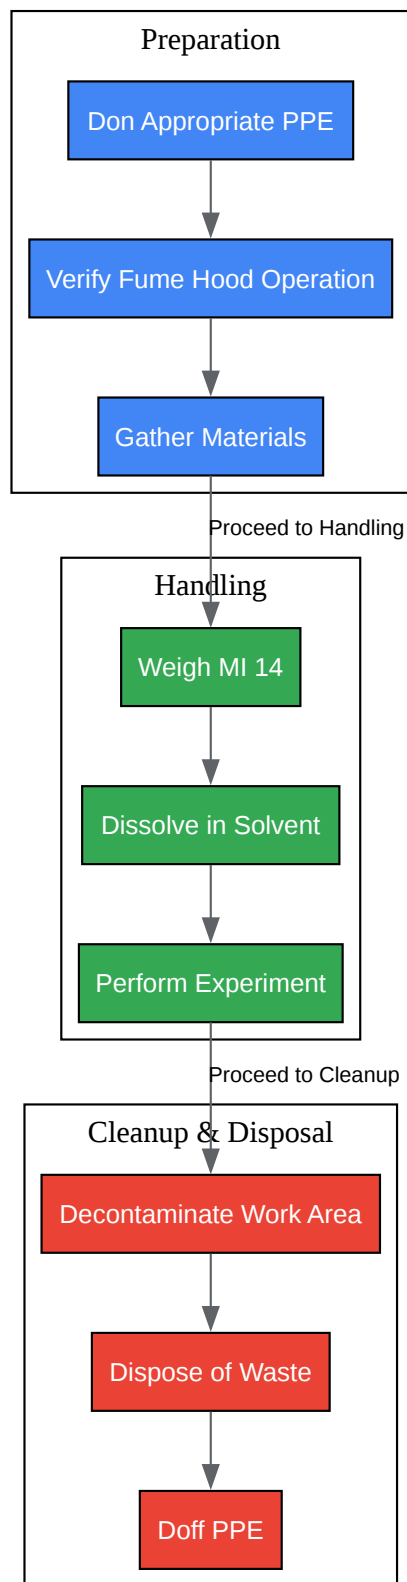 Preparation
Don Appropriate PPE
Verify Fume Hood Operation
Gather Materials
Proceed to Handling
Handling
Weigh MI 14
Dissolve in Solvent
Perform Experiment
Proceed to Cleanup
Cleanup & Disposal
Decontaminate Work Area
Dispose of Waste
Doff PPE